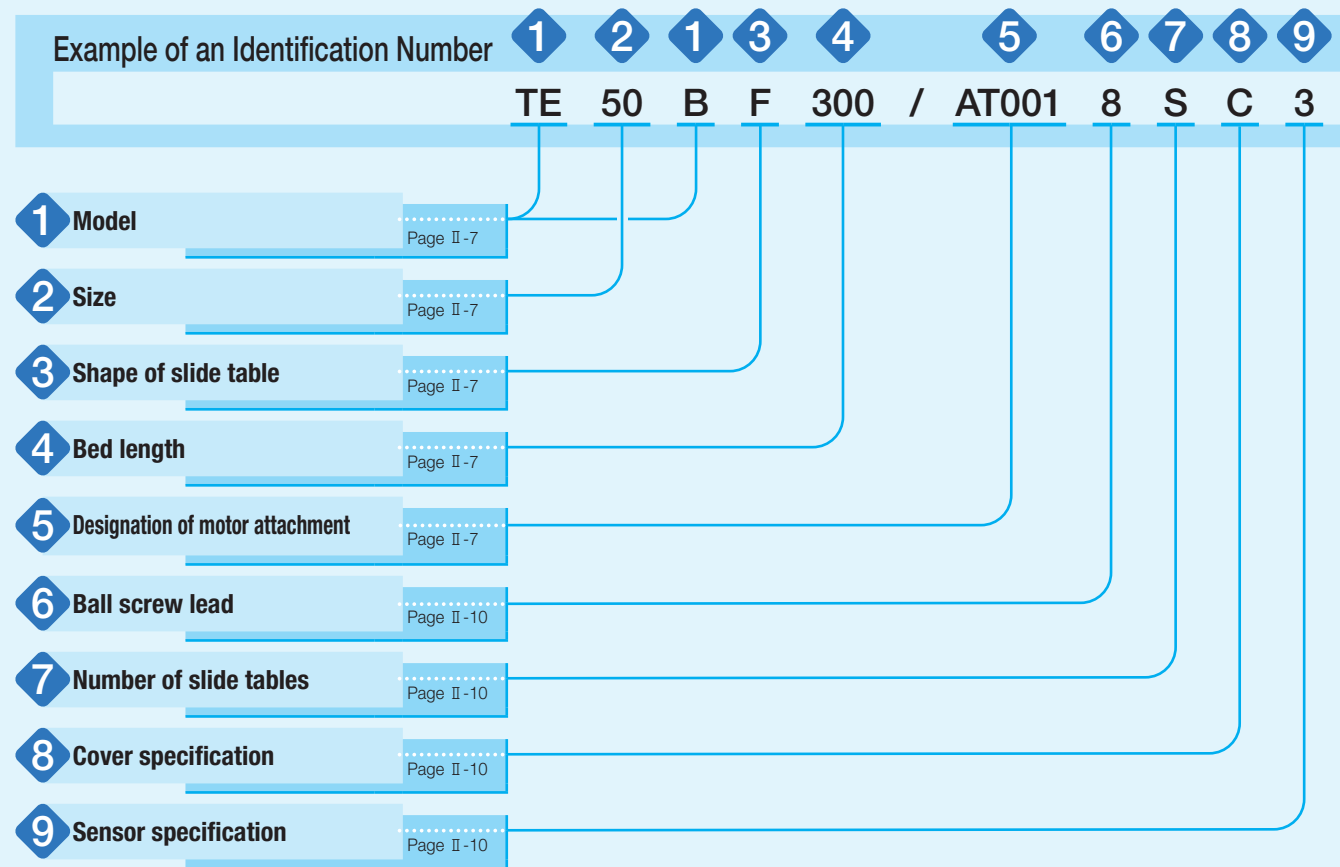 1 2 1 3 4 5 6 7 8 9
Example of an Identification Number
TE 50 B F 300 / AT001 8 S C 3
1 Model
Page Ⅱ-7
2 Size
Page Ⅱ-7
3 Shape of slide table
Page Ⅱ-7
4 Bed length
Page Ⅱ-7
5 Designation of motor attachment
Page Ⅱ-7
6 Ball screw lead
Page Ⅱ-10
7 Number of slide tables
Page Ⅱ-10
8 Cover specification
Page Ⅱ-10
9 Sensor specification
Page Ⅱ-10